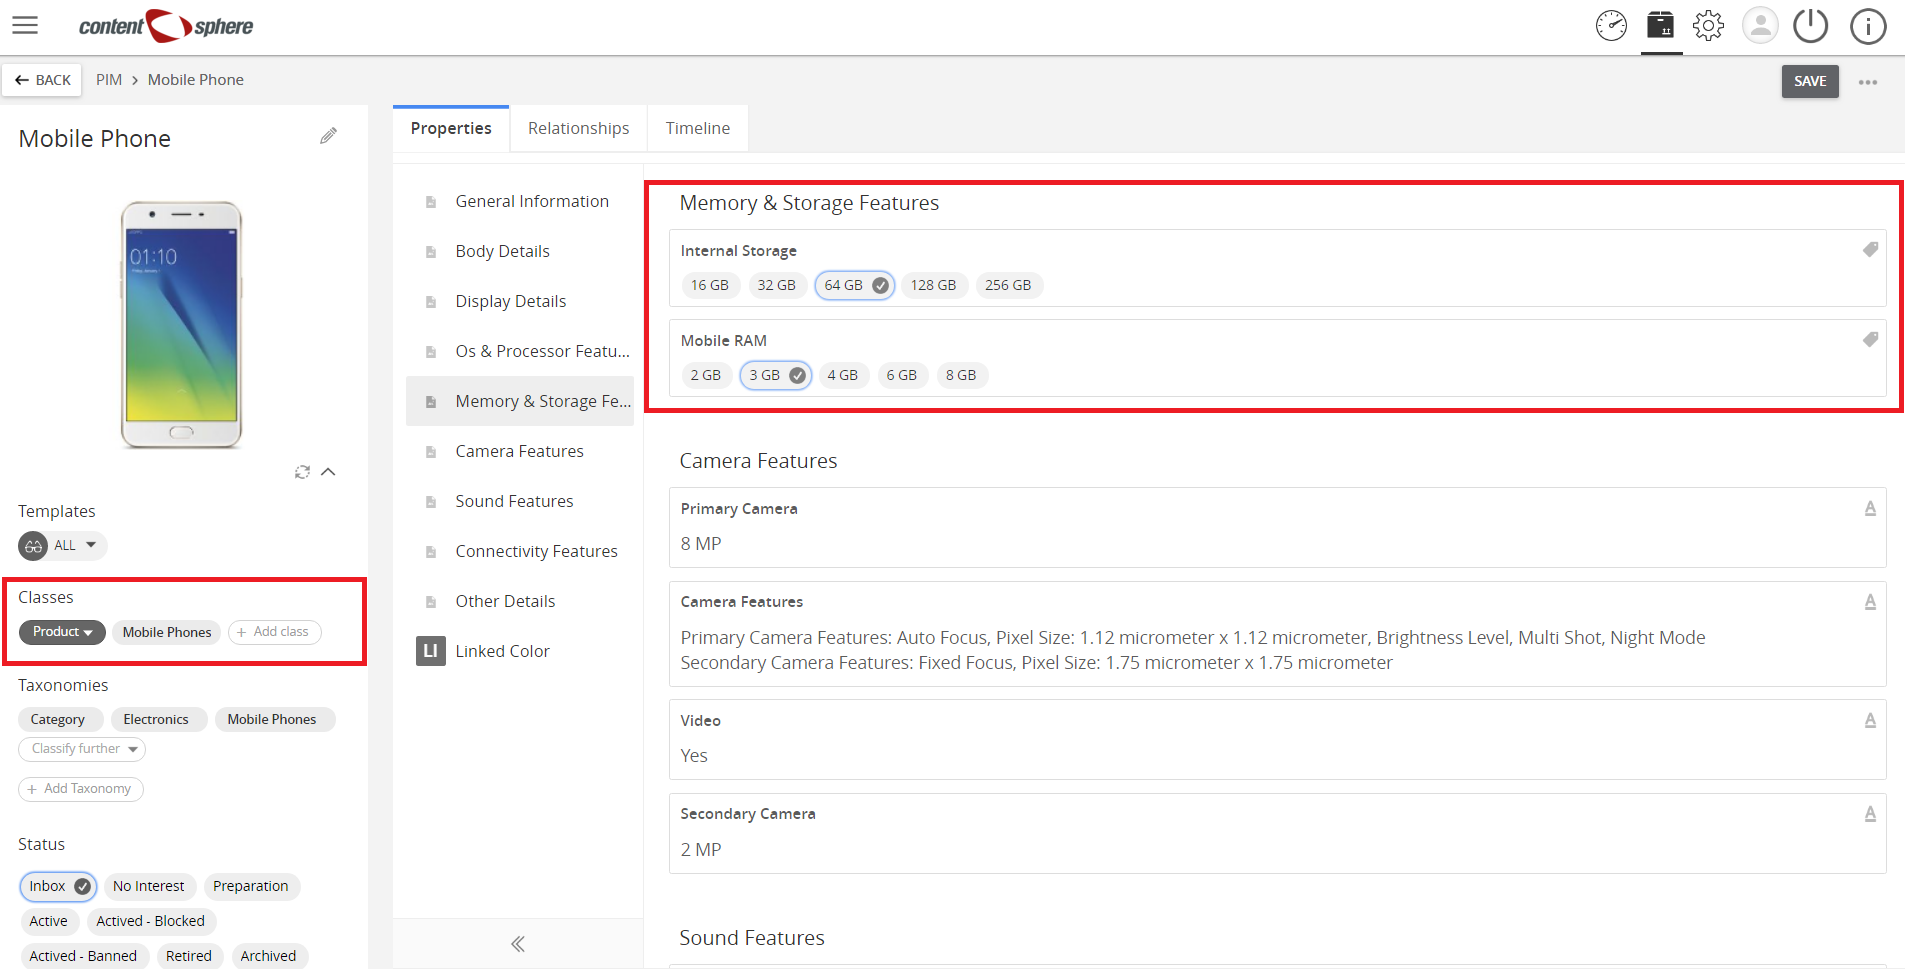 content sphere
BACK PIM > Mobile Phone
SAVE
Mobile Phone
01:10
Templates
ALL
Classes
Product Mobile Phones + Add class
Taxonomies
Category Electronics Mobile Phones
Classify further
+ Add Taxonomy
Status
Inbox No Interest Preparation
Active Actived - Blocked
Actived - Banned Retired Archived
Properties Relationships Timeline
General Information
Body Details
Display Details
Os & Processor Featu...
Memory & Storage Fe...
Camera Features
Sound Features
Connectivity Features
Other Details
LI Linked Color
Memory & Storage Features
Internal Storage
16 GB 32 GB 64 GB 128 GB 256 GB
Mobile RAM
2 GB 3 GB 4 GB 6 GB 8 GB
Camera Features
Primary Camera
8 MP
Camera Features
Primary Camera Features: Auto Focus, Pixel Size: 1.12 micrometer x 1.12 micrometer, Brightness Level, Multi Shot, Night Mode
Secondary Camera Features: Fixed Focus, Pixel Size: 1.75 micrometer x 1.75 micrometer
Video
Yes
Secondary Camera
2 MP
Sound Features